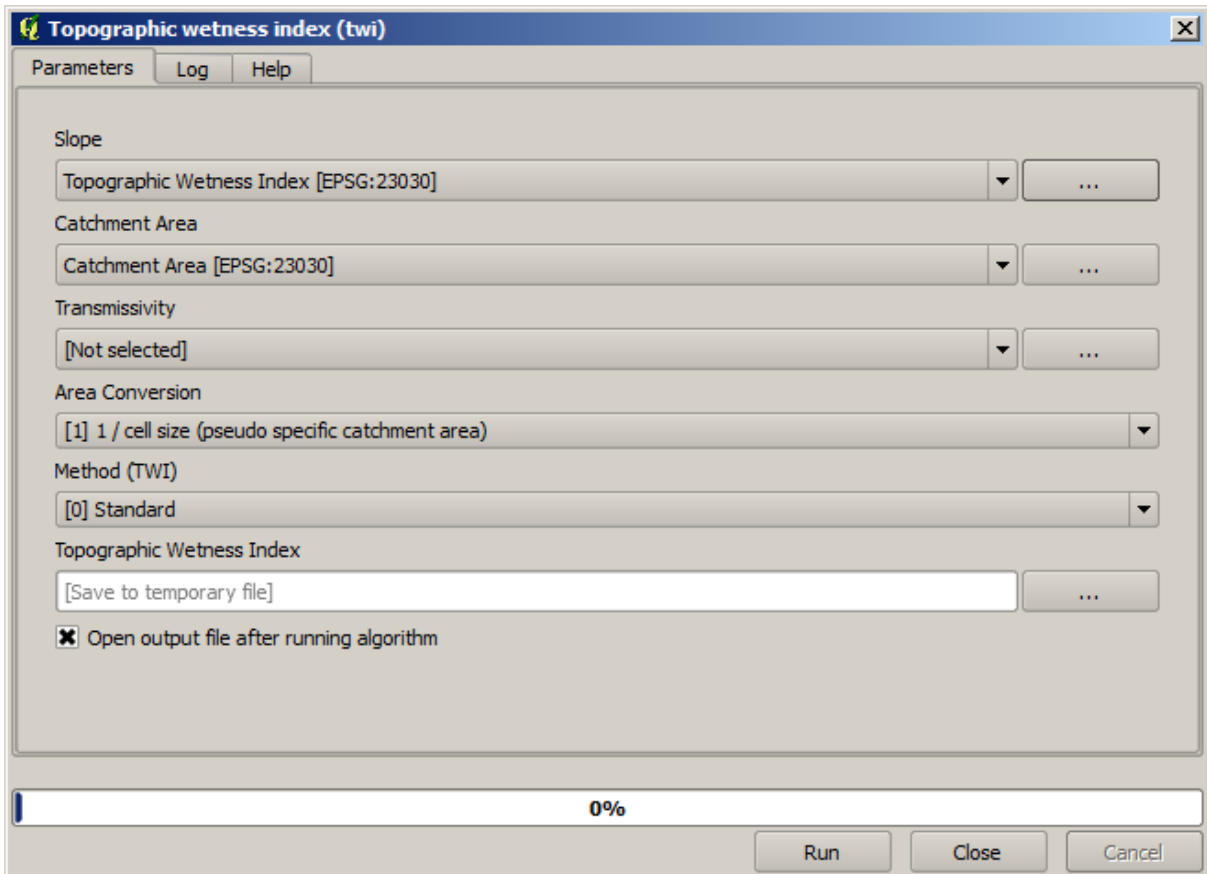 Topographic wetness index (twi)
Parameters Log Help
Slope
Topographic Wetness Index [EPSG:23030] ...
Catchment Area
Catchment Area [EPSG:23030] ...
Transmissivity
[Not selected] ...
Area Conversion
[1] 1 / cell size (pseudo specific catchment area)
Method (TWI)
[0] Standard
Topographic Wetness Index
[Save to temporary file] ...
Open output file after running algorithm
0%
Run Close Cancel